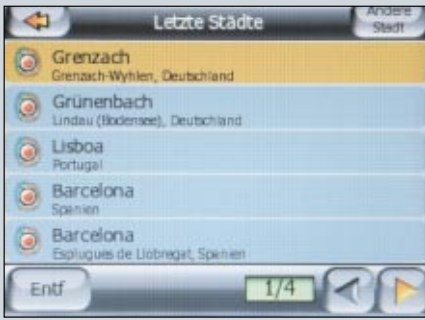 Letzte Städte
Andere
Stadt
Grenzach
Grenzach-Wyhlen, Deutschland
Grünenbach
Lindau (Bodensee), Deutschland
Lisboa
Portugal
Barcelona
Spanien
Barcelona
Esplugues de Llobregat, Spanien
Entf
1/4